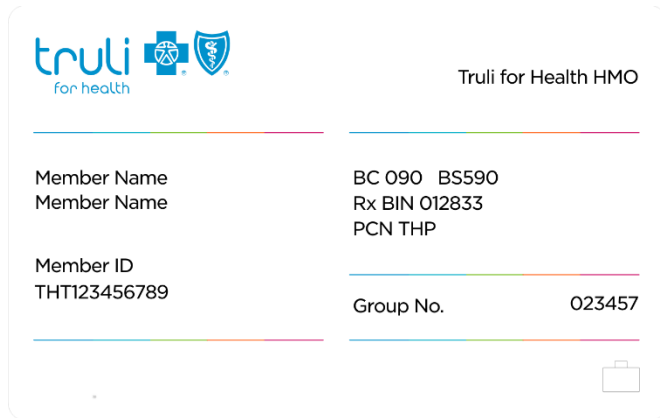 truli
for health
Truli for Health HMO
Member Name
Member Name
Member ID
THT123456789
BC 090 BS590
Rx BIN 012833
PCN THP
Group No. 023457